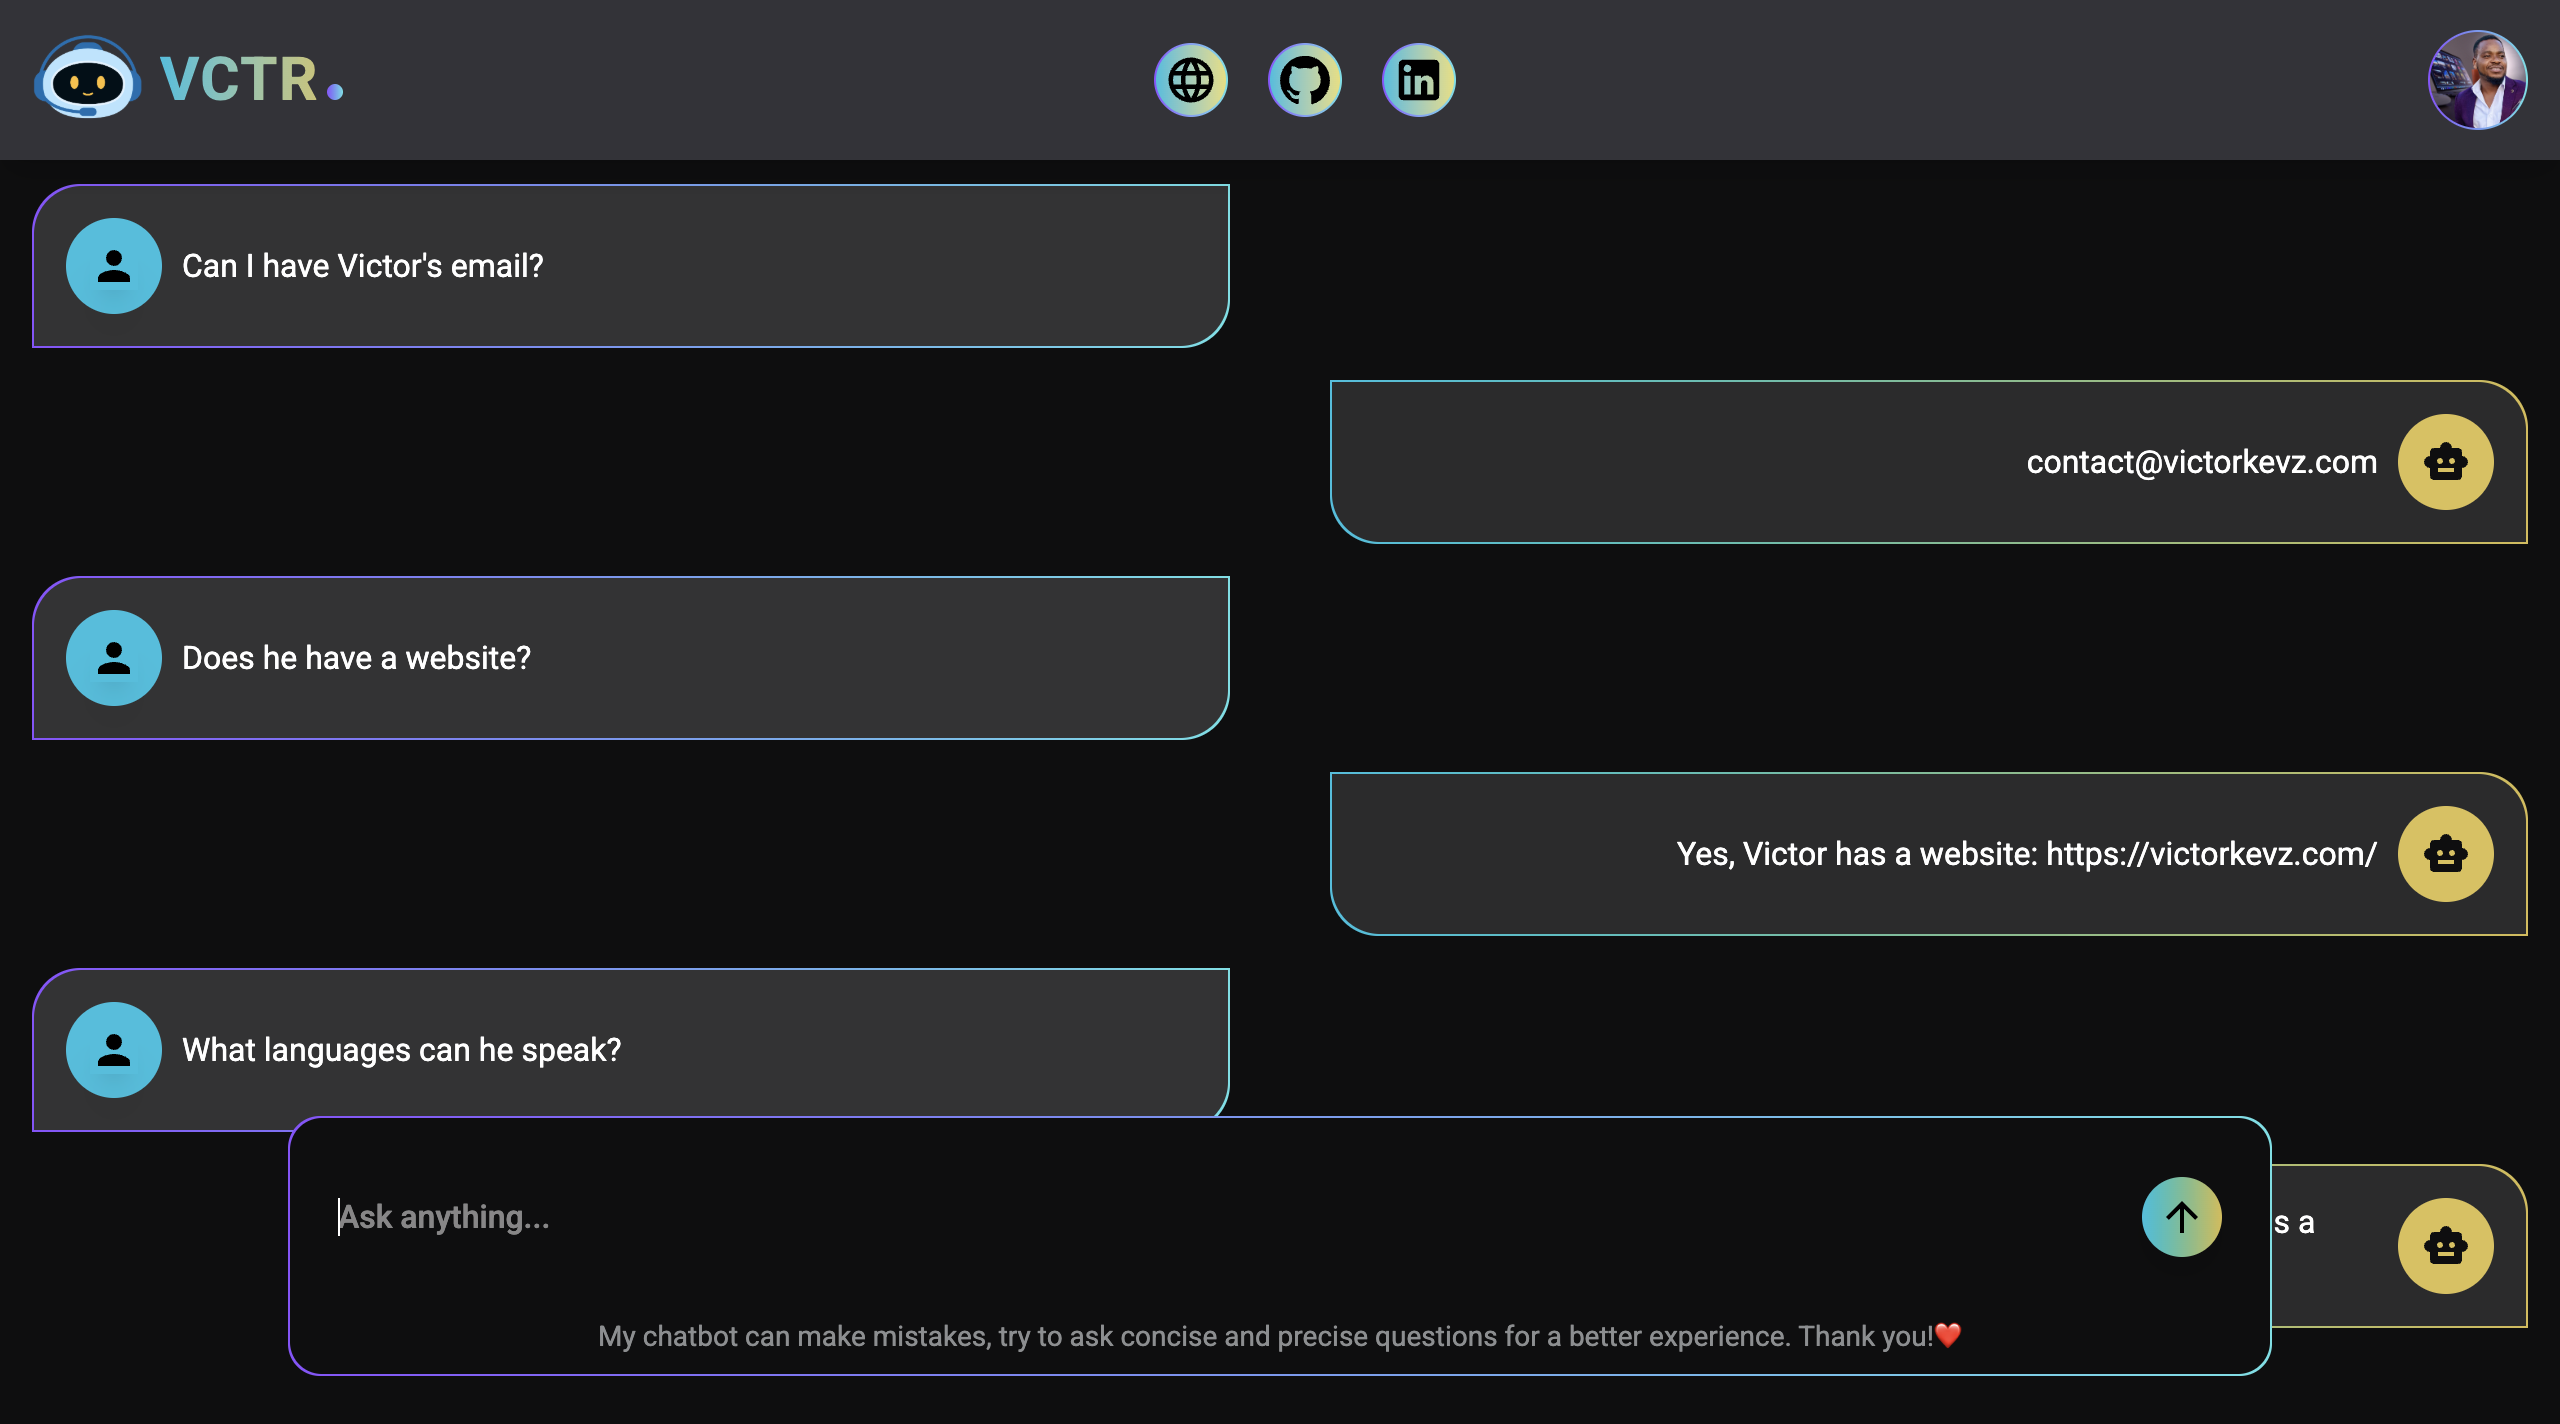 VCTR.
Can I have Victor's email?
contact@victorkevz.com
Does he have a website?
Yes, Victor has a website: https://victorkevz.com/
What languages can he speak?
Ask anything...
s a
My chatbot can make mistakes, try to ask concise and precise questions for a better experience. Thank you!❤️